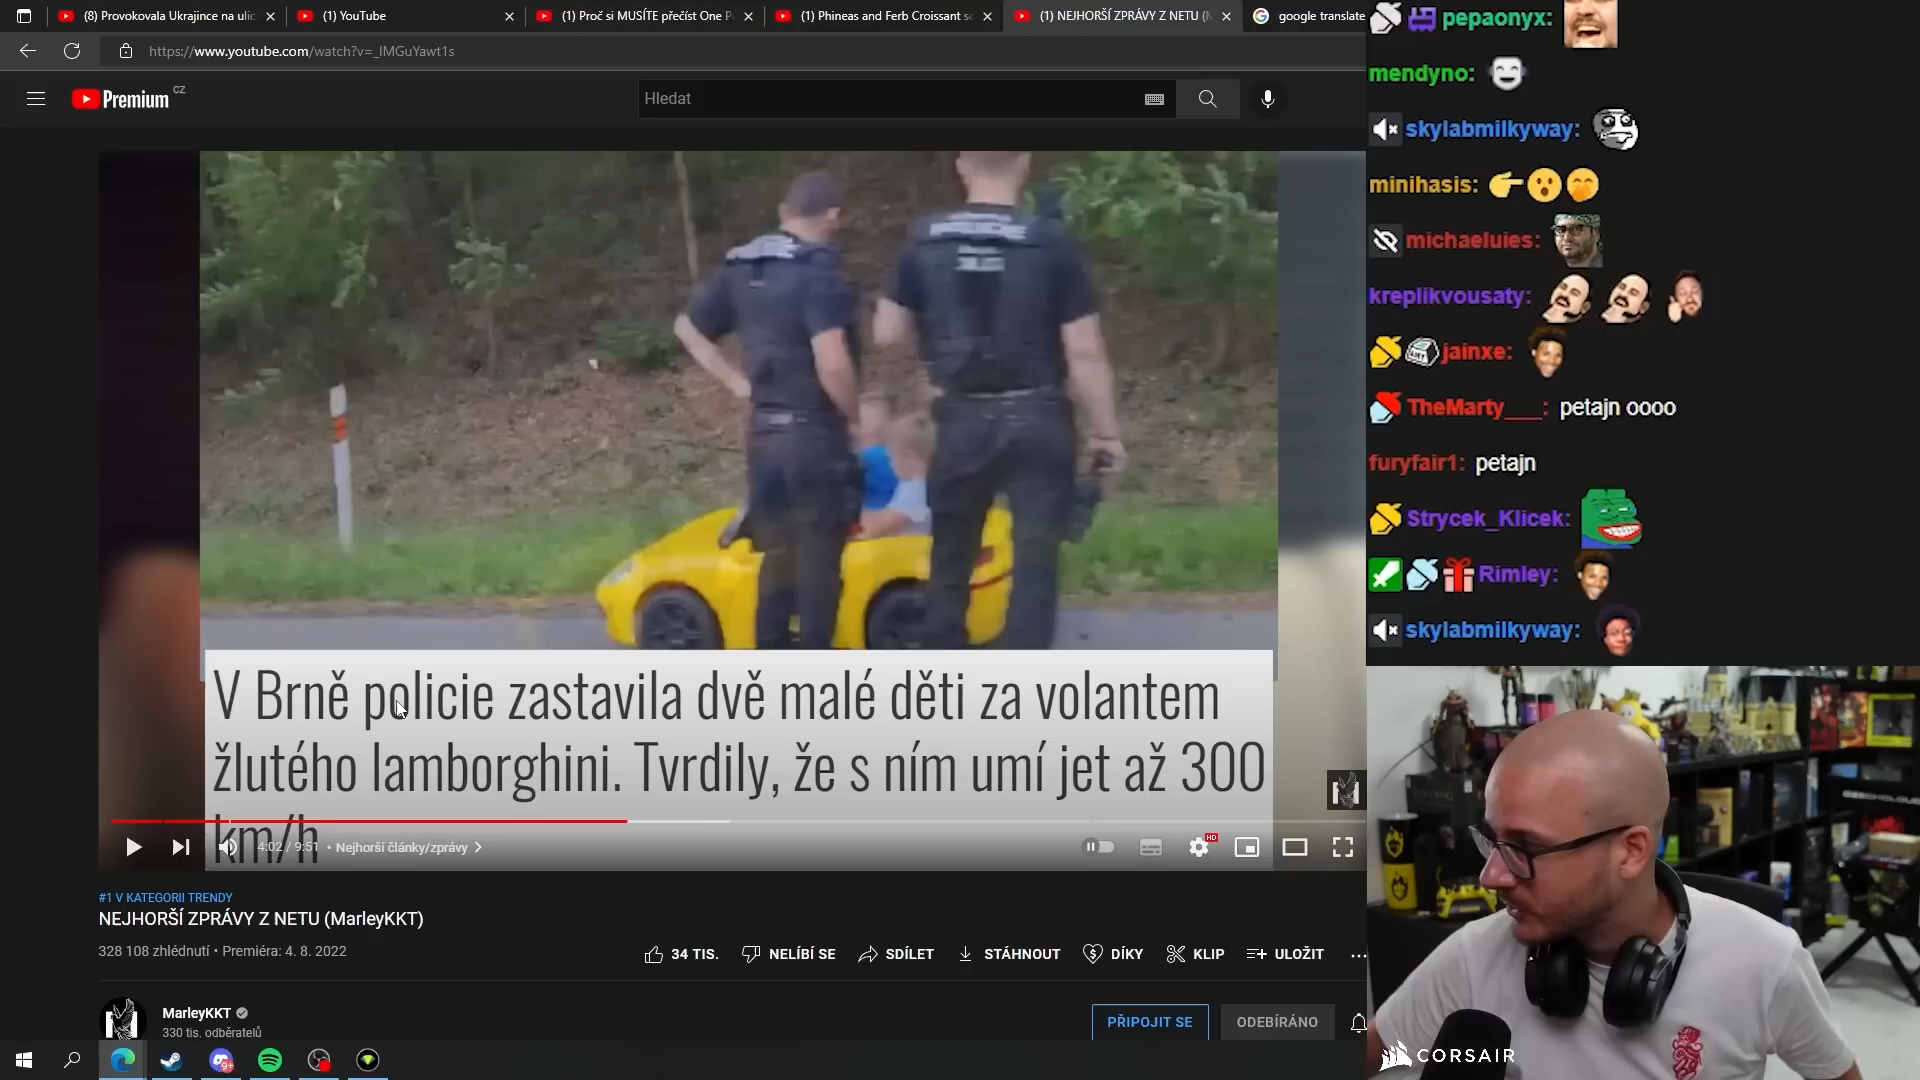 (8) Provokovala Ukrajince na ulic
(1) YouTube
(1) Proč si MUSÍTE přečíst One P
(1) Phineas and Ferb Croissant sc
(1) NEJHORŠÍ ZPRÁVY Z NETU (M
google translate
https://www.youtube.com/watch?v=_IMGuYawt1s
Premium CZ
Hledat
V Brně policie zastavila dvě malé děti za volantem
žlutého lamborghini. Tvrdily, že s ním umí jet až 300
km/h
4:02 / 9:51 • Nejhorší články/zprávy
HD
#1 V KATEGORII TRENDY
NEJHORŠÍ ZPRÁVY Z NETU (MarleyKKT)
328 108 zhlédnutí • Premiéra: 4. 8. 2022
34 TIS.
NELÍBÍ SE
SDÍLET
STÁHNOUT
DÍKY
KLIP
ULOŽIT
MarleyKKT
330 tis. odběratelů
PŘIPOJIT SE
ODEBÍRÁNO
9+
pepaonyx:
mendyno:
skylabmilkyway:
minihasis:
michaeluies:
kreplikvousaty:
jainxe:
TheMarty___: petajn oooo
furyfair1: petajn
Strycek_Klicek:
Rimley:
skylabmilkyway:
CORSAIR